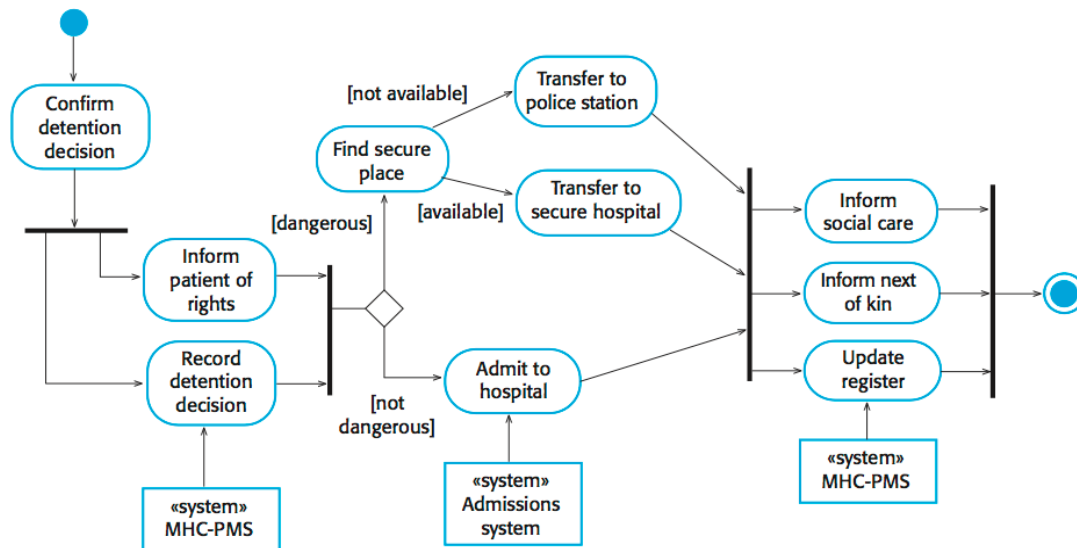 Confirm
detention
decision
Inform
patient of
rights
Record
detention
decision
«system»
MHC-PMS
[dangerous]
[not
dangerous]
Find secure
place
[not available]
[available]
Transfer to
police station
Transfer to
secure hospital
Admit to
hospital
«system»
Admissions
system
Inform
social care
Inform next
of kin
Update
register
«system»
MHC-PMS